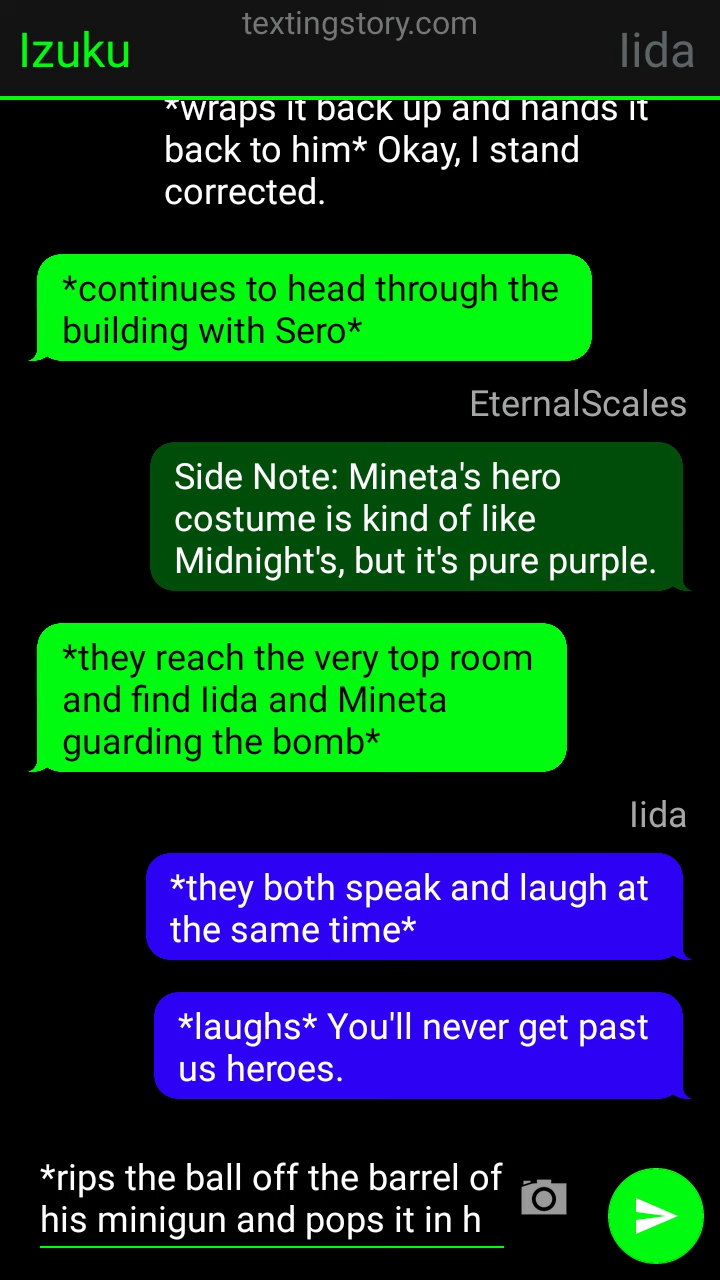 textingstory.com
Izuku
Iida
*wraps it back up and hands it
back to him* Okay, I stand
corrected.
*continues to head through the
building with Sero*
EternalScales
Side Note: Mineta's hero
costume is kind of like
Midnight's, but it's pure purple.
*they reach the very top room
and find Iida and Mineta
guarding the bomb*
Iida
*they both speak and laugh at
the same time*
*laughs* You'll never get past
us heroes.
*rips the ball off the barrel of
his minigun and pops it in h